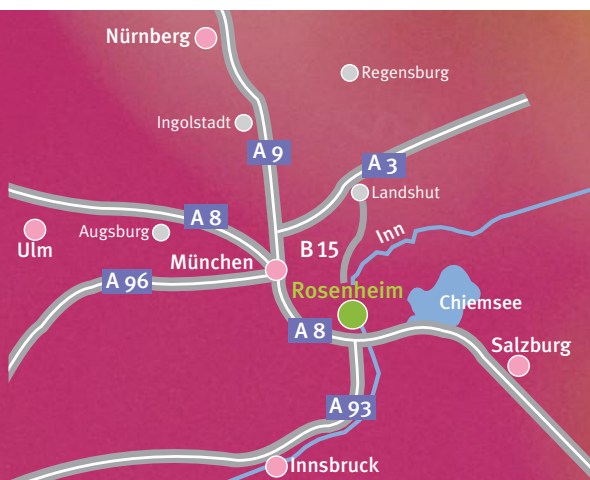 Nürnberg
Regensburg
Ingolstadt
A 9
A 3
Landshut
A 8
Augsburg
Ulm
Inn
B 15
München
A 96
Rosenheim
Chiemsee
A 8
Salzburg
A 93
Innsbruck